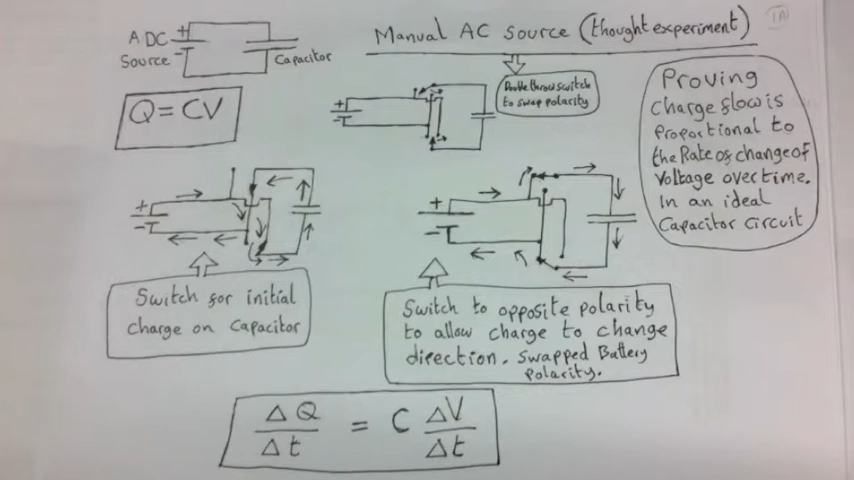 Manual AC Source (thought experiment)
1A
A DC
Source
+
-
Capacitor
Q = CV
Double throw switch
to swap polarity
+
-
Proving
Charge flow is
Proportional to
the Rate of change of
Voltage over time.
In an ideal
Capacitor Circuit
+
-
+
-
Switch for initial
charge on Capacitor
Switch to opposite polarity
to allow charge to change
direction. Swapped Battery
polarity.
ΔQ/Δt = C ΔV/Δt